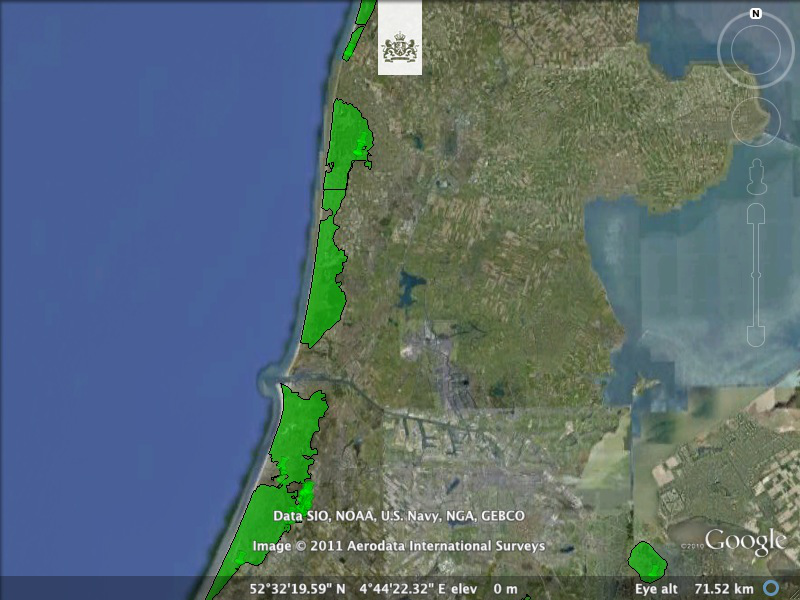 N
Data SIO, NOAA, U.S. Navy, NGA, GEBCO
Image © 2011 Aerodata International Surveys
©2010 Google
52°32'19.59" N 4°44'22.32" E elev 0 m
Eye alt 71.52 km